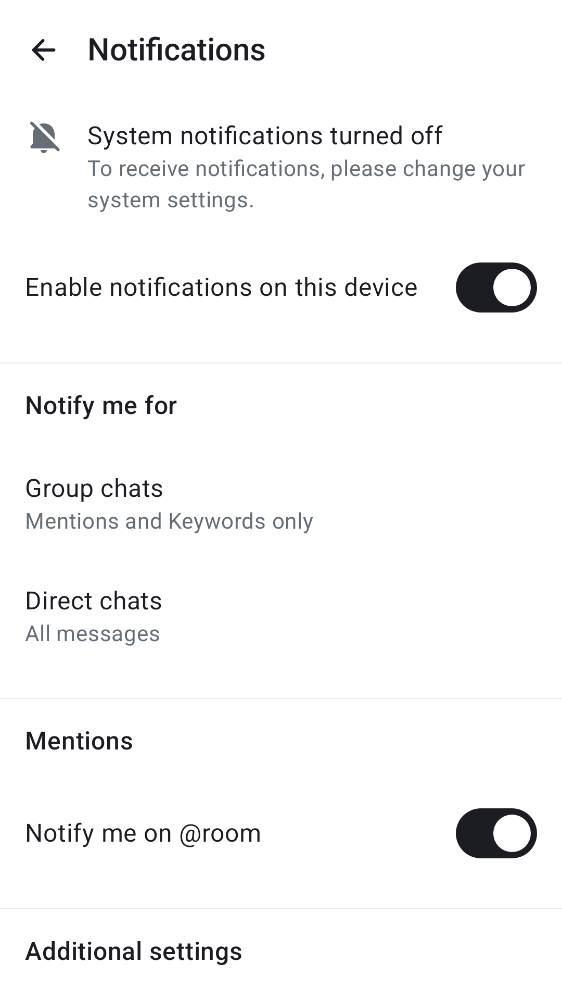 Notifications
System notifications turned off
To receive notifications, please change your
system settings.
Enable notifications on this device
Notify me for
Group chats
Mentions and Keywords only
Direct chats
All messages
Mentions
Notify me on @room
Additional settings